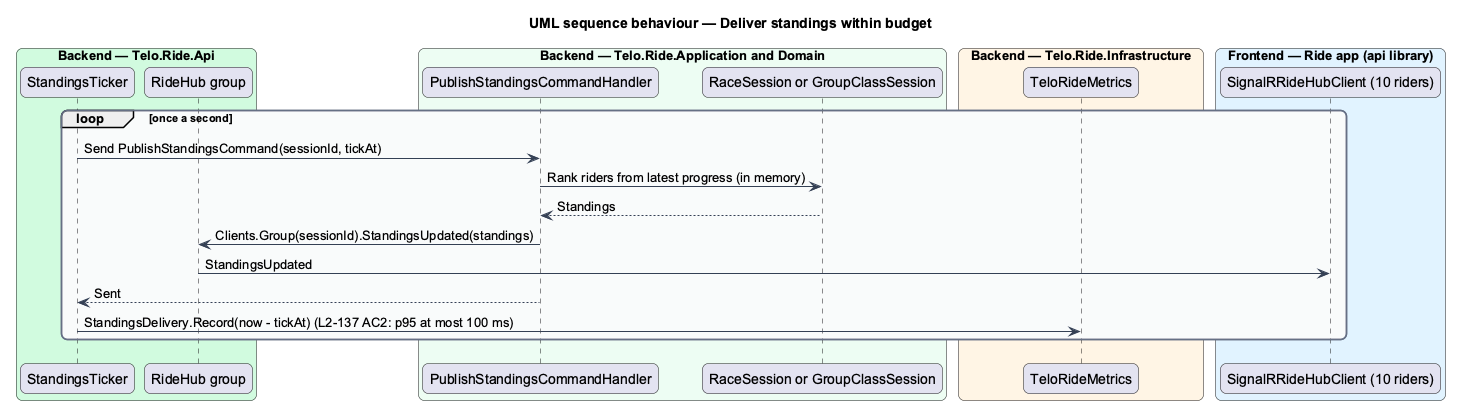 UML sequence behaviour — Deliver standings within budget
Backend — Telo.Ride.Api
Backend — Telo.Ride.Application and Domain
Backend — Telo.Ride.Infrastructure
Frontend — Ride app (api library)
StandingsTicker
RideHub group
PublishStandingsCommandHandler
RaceSession or GroupClassSession
TeloRideMetrics
SignalRRideHubClient (10 riders)
loop
[once a second]
Send PublishStandingsCommand(sessionId, tickAt)
Rank riders from latest progress (in memory)
Standings
Clients.Group(sessionId).StandingsUpdated(standings)
StandingsUpdated
Sent
StandingsDelivery.Record(now - tickAt) (L2-137 AC2: p95 at most 100 ms)
StandingsTicker
RideHub group
PublishStandingsCommandHandler
RaceSession or GroupClassSession
TeloRideMetrics
SignalRRideHubClient (10 riders)